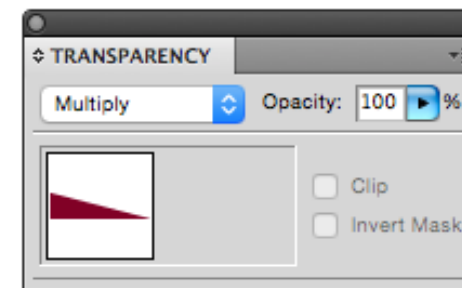 TRANSPARENCY
Multiply Opacity: 100 %
Clip
Invert Mask